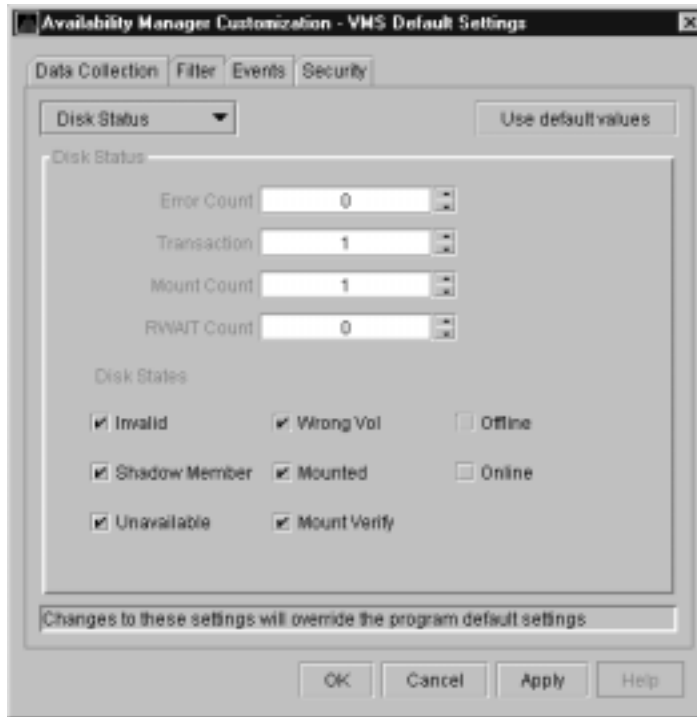 Availability Manager Customization - VMS Default Settings
Data Collection Filter Events Security
Disk Status Use default values
Disk Status
Error Count 0
Transaction 1
Mount Count 1
RWAIT Count 0
Disk States
Invalid Wrong Vol Offline
Shadow Member Mounted Online
Unavailable Mount Verify
Changes to these settings will override the program default settings
OK Cancel Apply Help